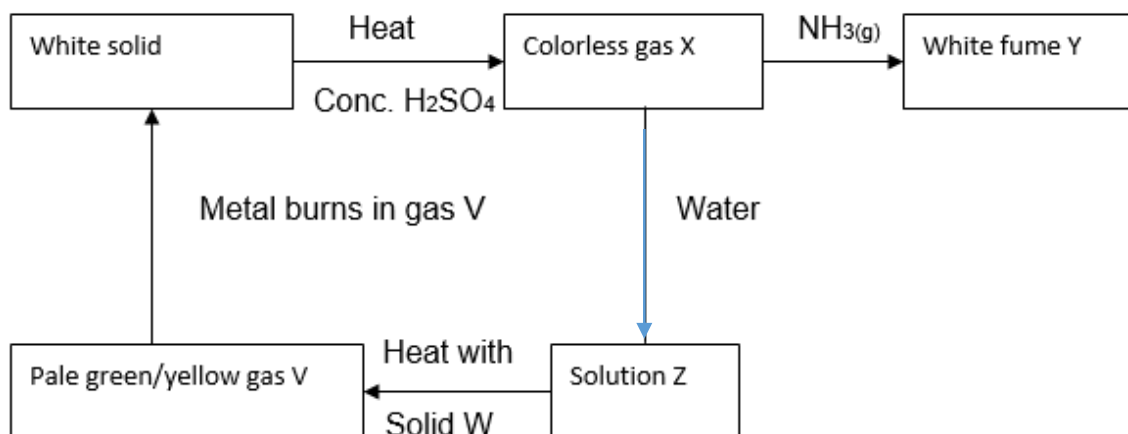 White solid
Heat
Conc. H₂SO₄
Colorless gas X
NH₃(g)
White fume Y
Metal burns in gas V
Water
Pale green/yellow gas V
Heat with
Solid W
Solution Z